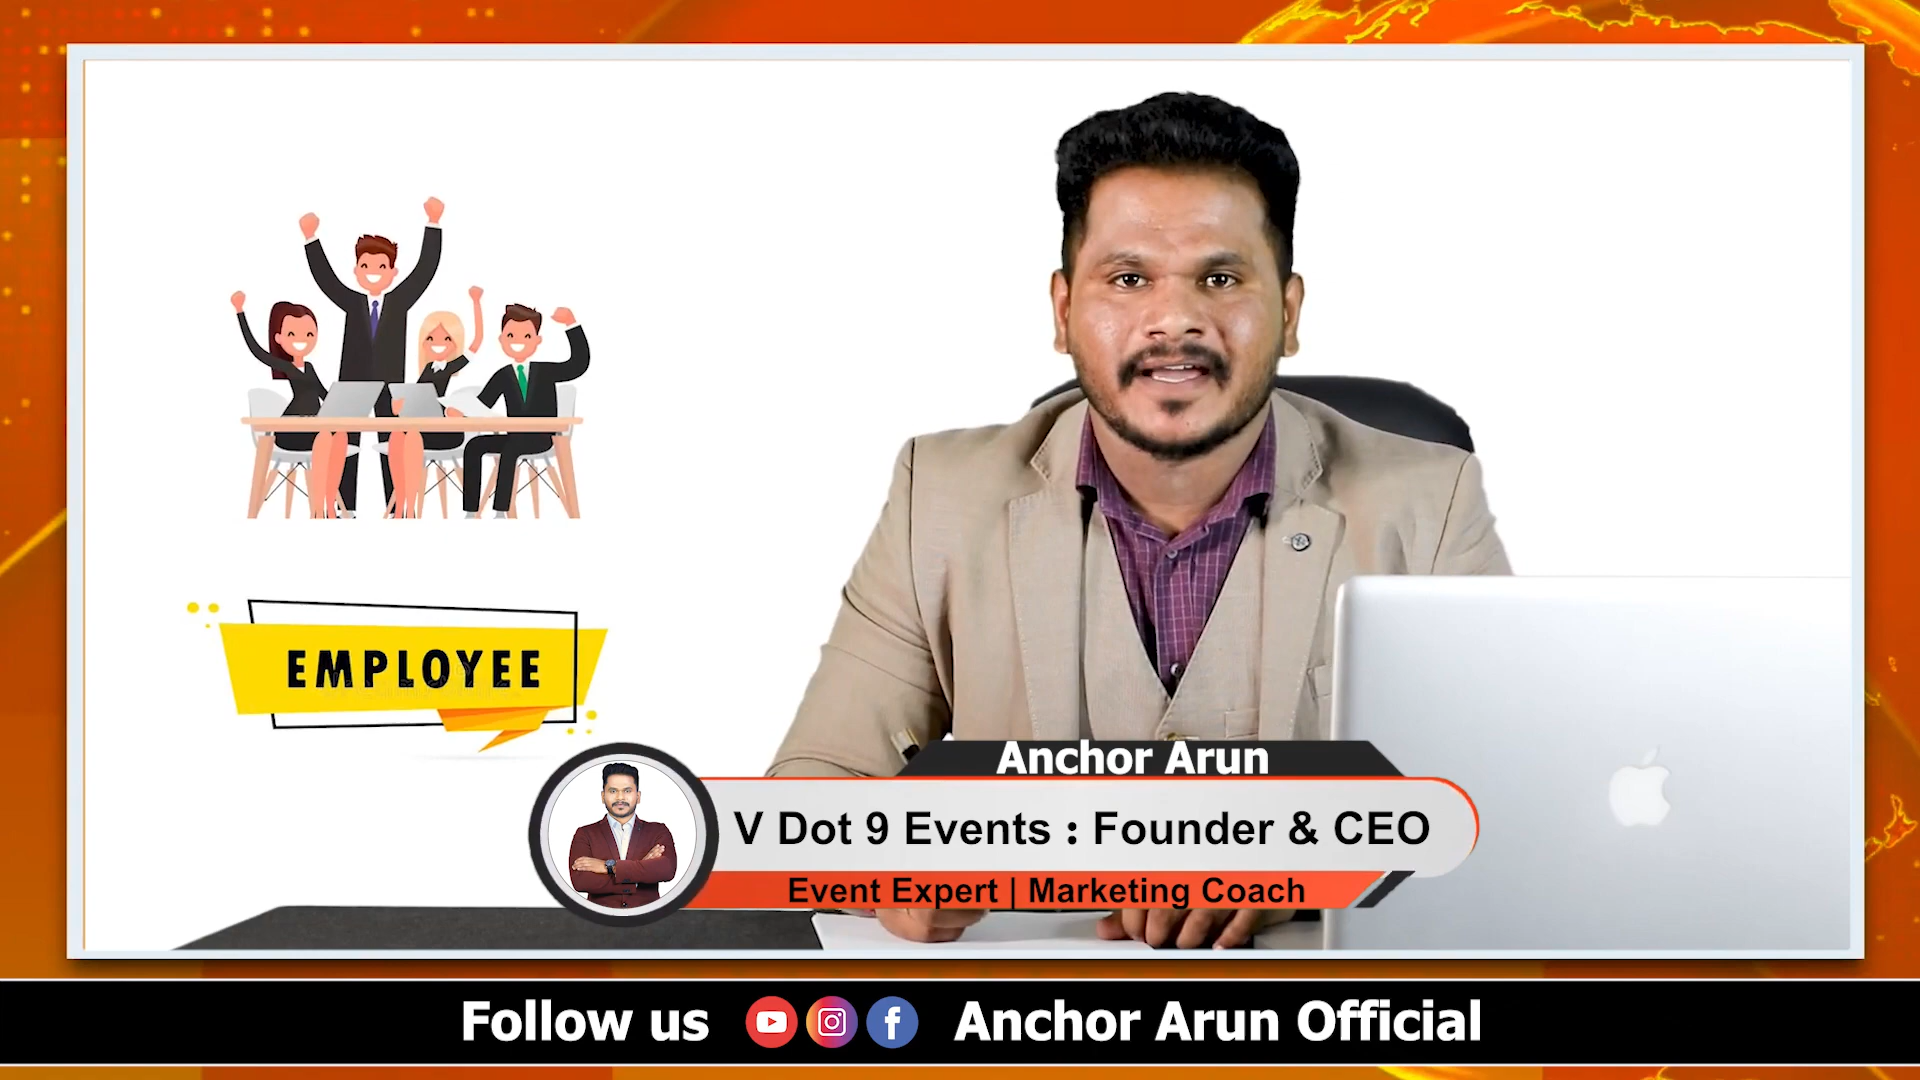 EMPLOYEE
Anchor Arun
V Dot 9 Events : Founder & CEO
Event Expert | Marketing Coach
Follow us Anchor Arun Official